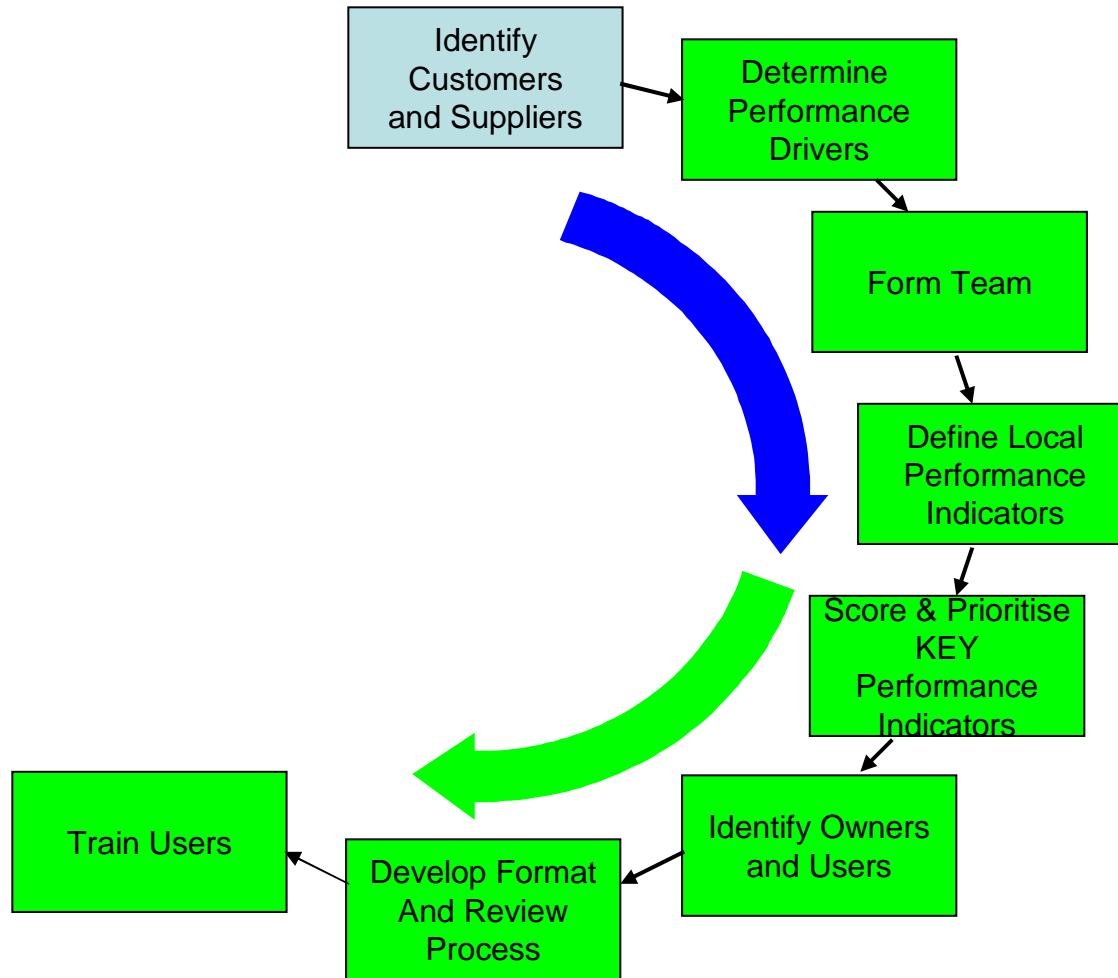 Identify
Customers
and Suppliers
Determine
Performance
Drivers
Form Team
Define Local
Performance
Indicators
Score & Prioritise
KEY
Performance
Indicators
Identify Owners
and Users
Develop Format
And Review
Process
Train Users